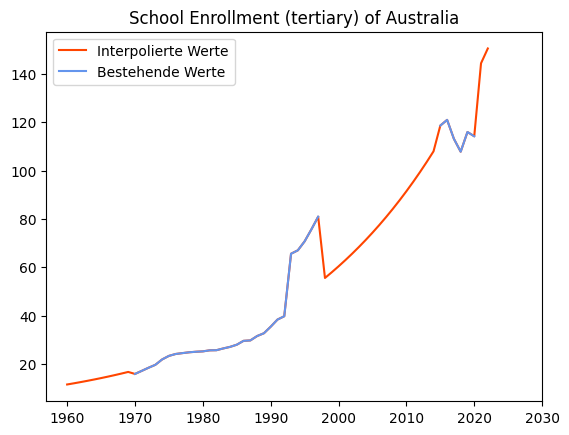 School Enrollment (tertiary) of Australia
Interpolierte Werte
Bestehende Werte
140
120
100
80
60
40
20
1960 1970 1980 1990 2000 2010 2020 2030